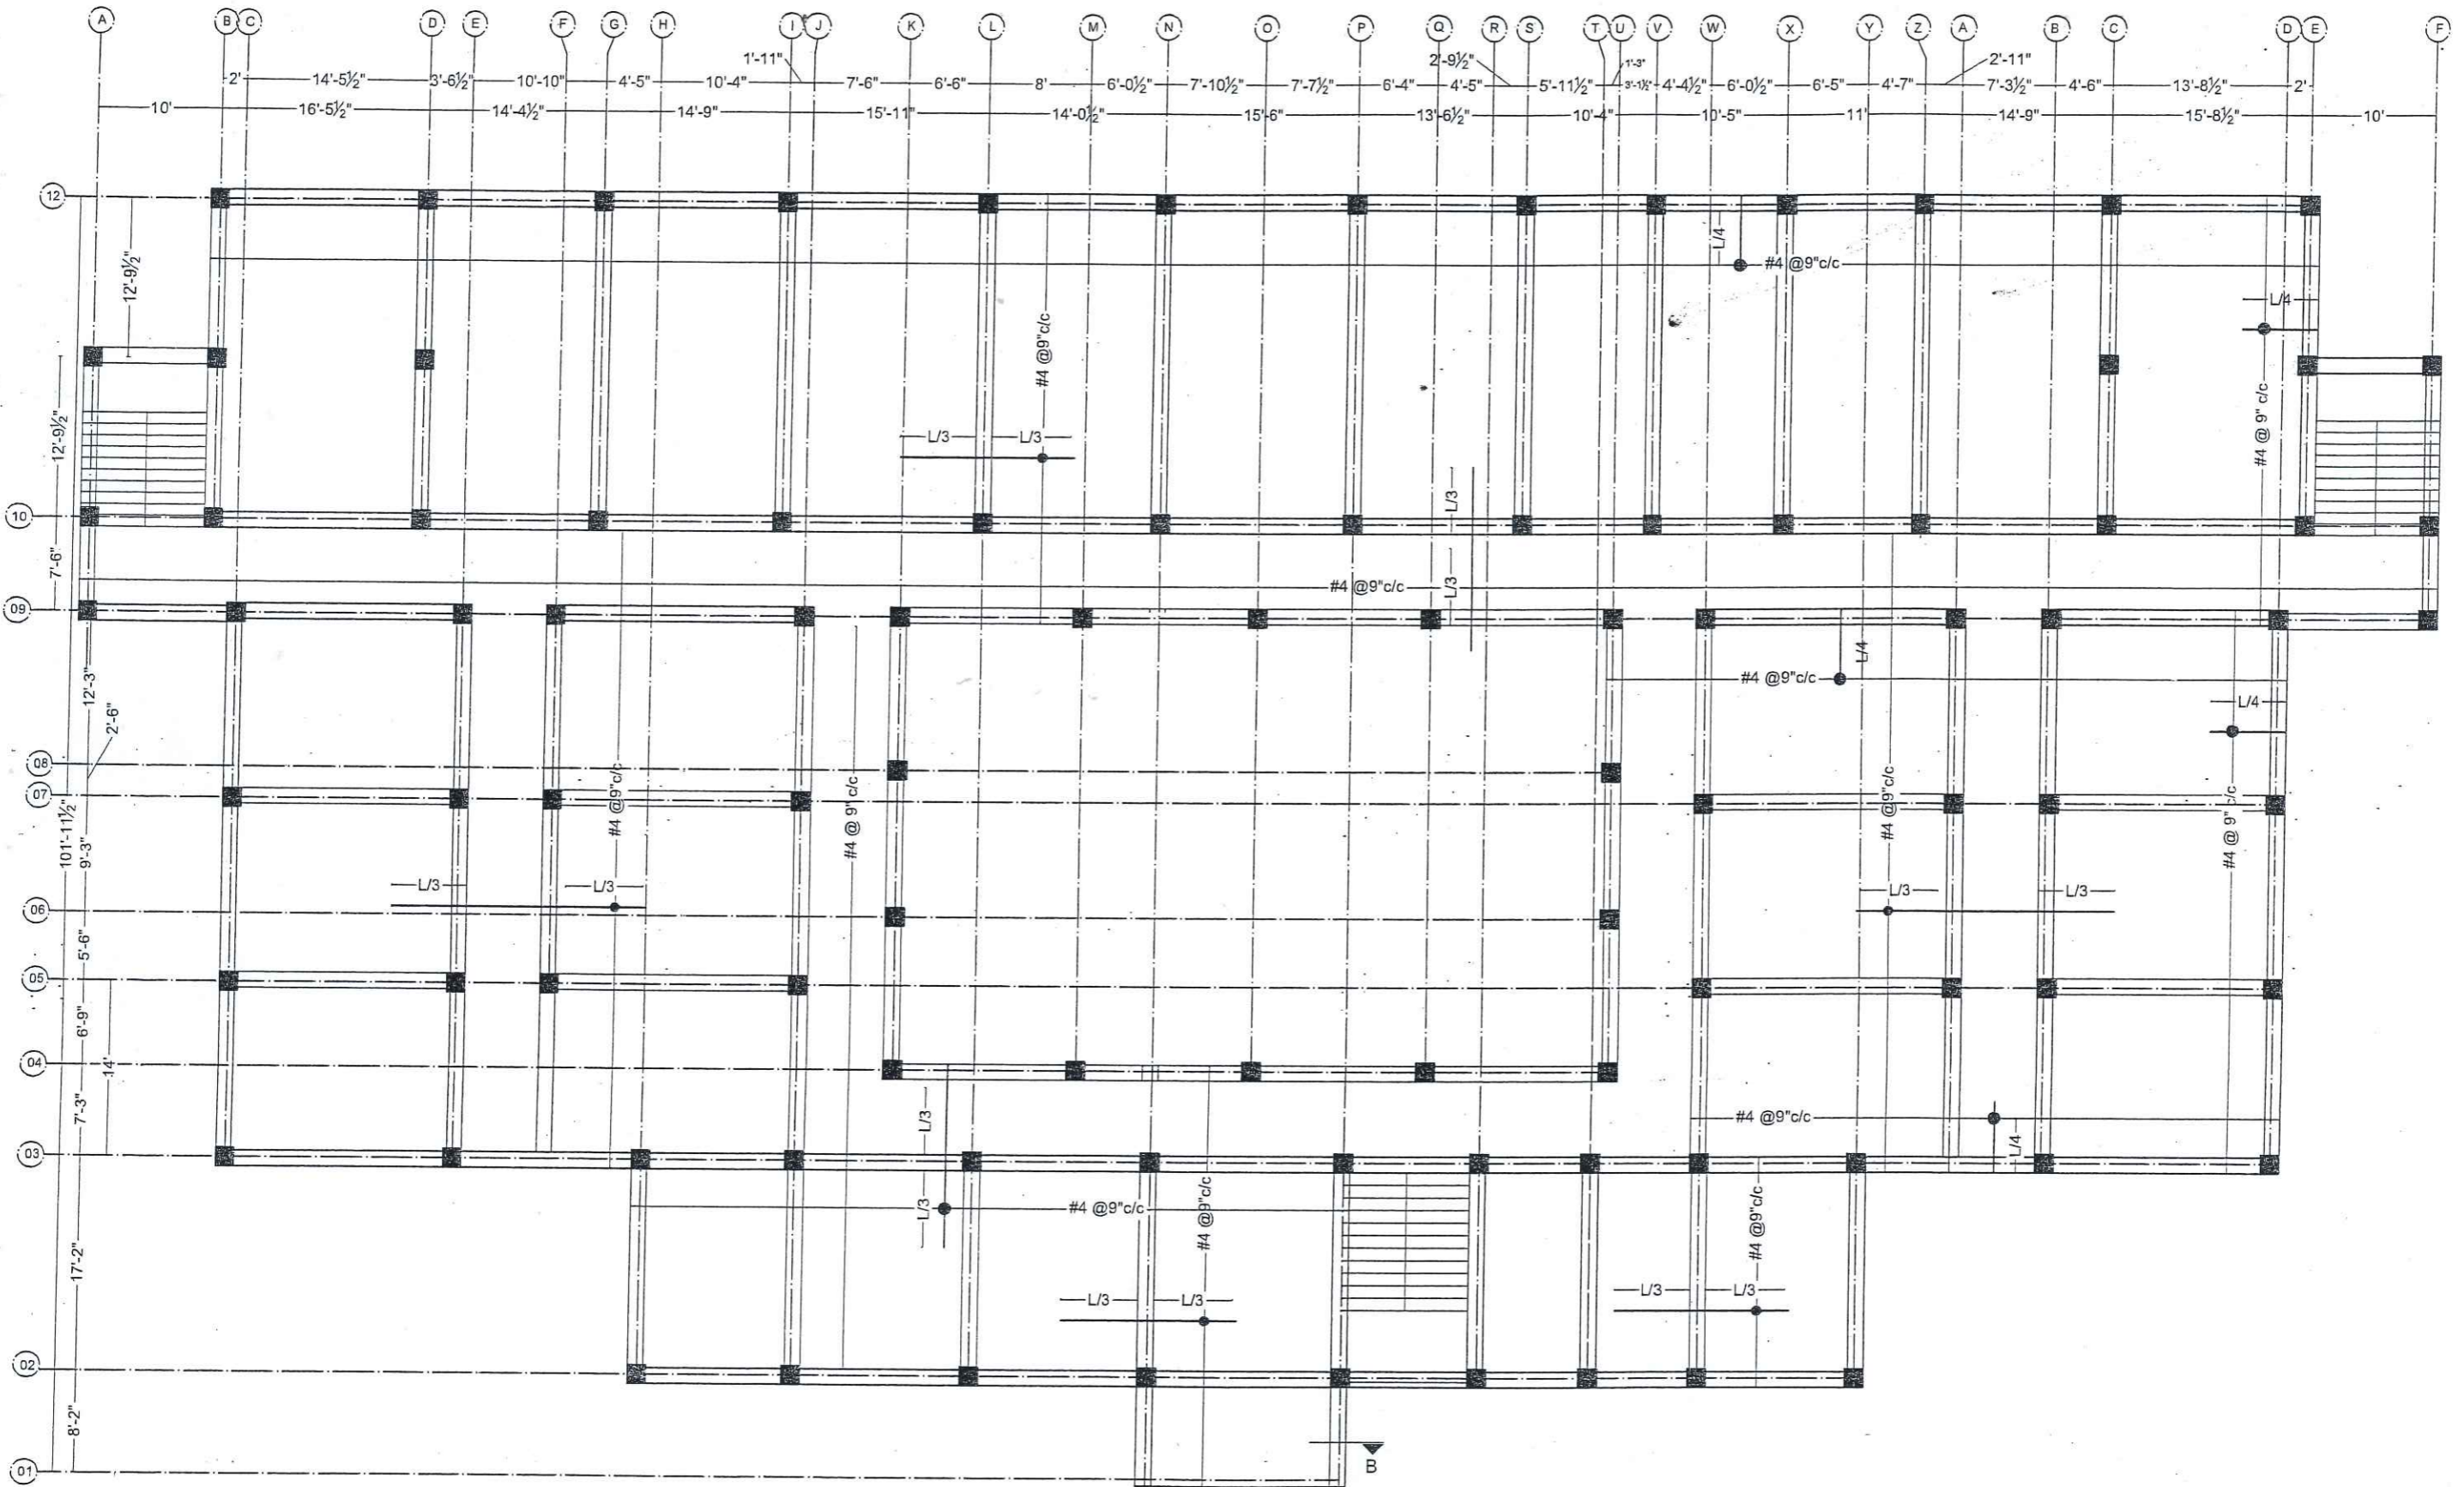 A B C D E F G H I J K L M N O P Q R S T U V W X Y Z A B C D E F
1'-11" 2'-9½" 1'-3" 2'-11"
2' 14'-5½" 3'-6½" 10'-10" 4'-5" 10'-4" 7'-6" 6'-6" 8' 6'-0½" 7'-10½" 7'-7½" 6'-4" 4'-5" 5'-11½" 3'-1½" 4'-4½" 6'-0½" 6'-5" 4'-7" 7'-3½" 4'-6" 13'-8½" 2'
10' 16'-5½" 14'-4½" 14'-9" 15'-11" 14'-0½" 15'-6" 13'-6½" 10'-4" 10'-5" 11' 14'-9" 15'-8½" 10'
12
12'-9½"
L/4
#4 @9"c/c
L/4
#4 @9"c/c
12'-9½"
#4 @ 9" c/c
L/3 L/3
L/3
10
7'-6"
#4 @9"c/c
L/3
09
12'-3"
L/4
#4 @9"c/c
L/4
2'-6"
08
07
#4 @9"c/c
#4 @ 9" c/c
#4 @9"c/c
#4 @ 9" c/c
101'-11½"
9'-3"
L/3 L/3
L/3 L/3
06
5'-6"
05
6'-9"
04
14'
7'-3"
L/3
#4 @9"c/c
L/4
03
L/3
#4 @9"c/c
#4 @9"c/c
#4 @9"c/c
17'-2"
L/3 L/3
L/3 L/3
02
8'-2"
B
01